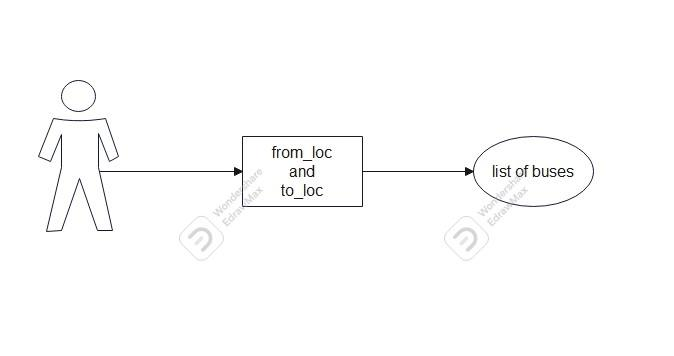 from_loc
and
to_loc
list of buses
Wondershare
EdrawMax
Wondershare
EdrawMax